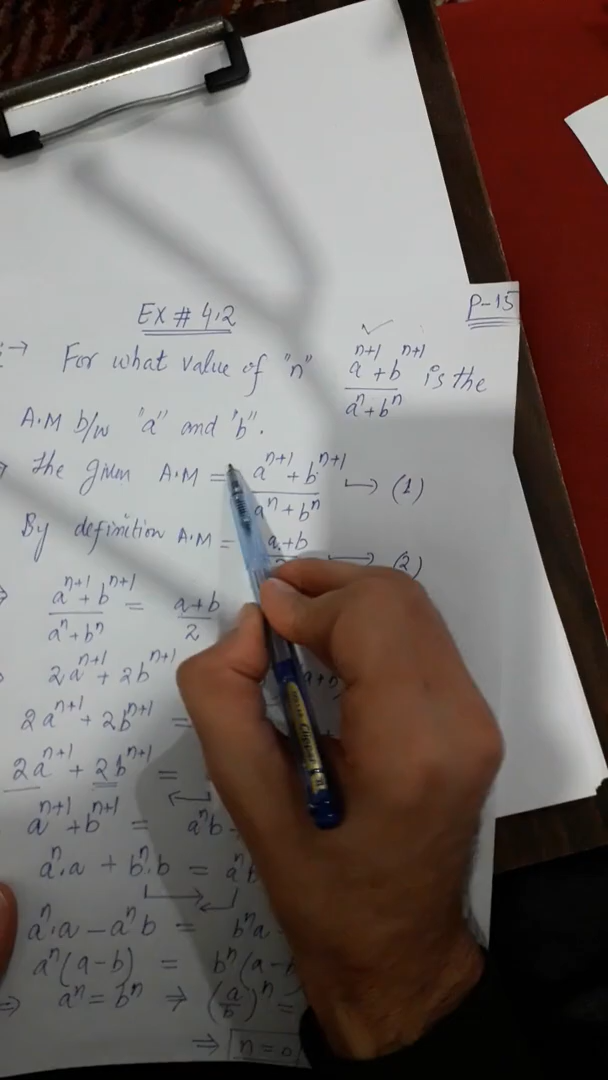 EX # 4.2
P-15
For what value of "n" (a^{n+1} + b^{n+1})/(a^n + b^n) is the
A.M b/w "a" and "b".
The given A.M = (a^{n+1} + b^{n+1})/(a^n + b^n) ↦ (1)
By definition A.M = a+b ↦ (2)
(a^{n+1} + b^{n+1})/(a^n + b^n) = (a+b)/2
2a^{n+1} + 2b^{n+1}
2a^{n+1} + 2b^{n+1} =
2a^{n+1} + 2b^{n+1} =
a^{n+1} + b^{n+1} = a^n b
a^n.a + b^n.b = a^n b
a^n.a - a^n b = b^n a
a^n (a-b) = b^n (a-b
⇒ a^n = b^n ⇒ (a/b)^n =
⇒ n = 0